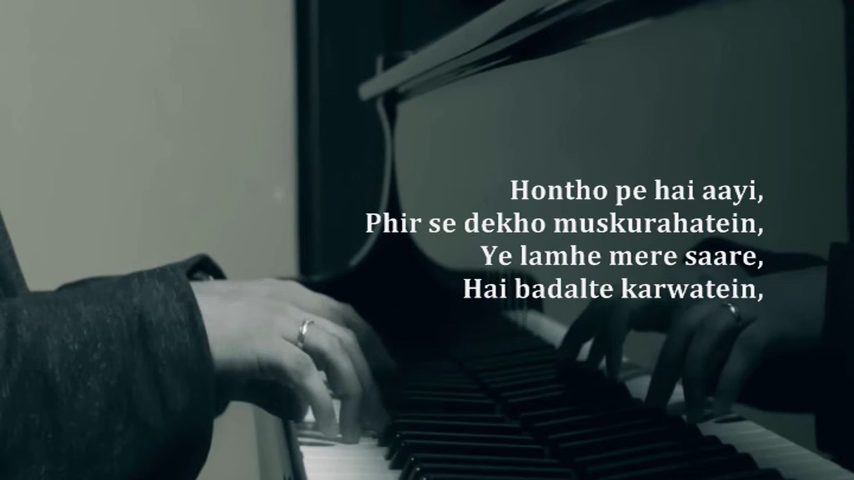 Hontho pe hai aayi,
Phir se dekho muskurahatein,
Ye lamhe mere saare,
Hai badalte karwatein,